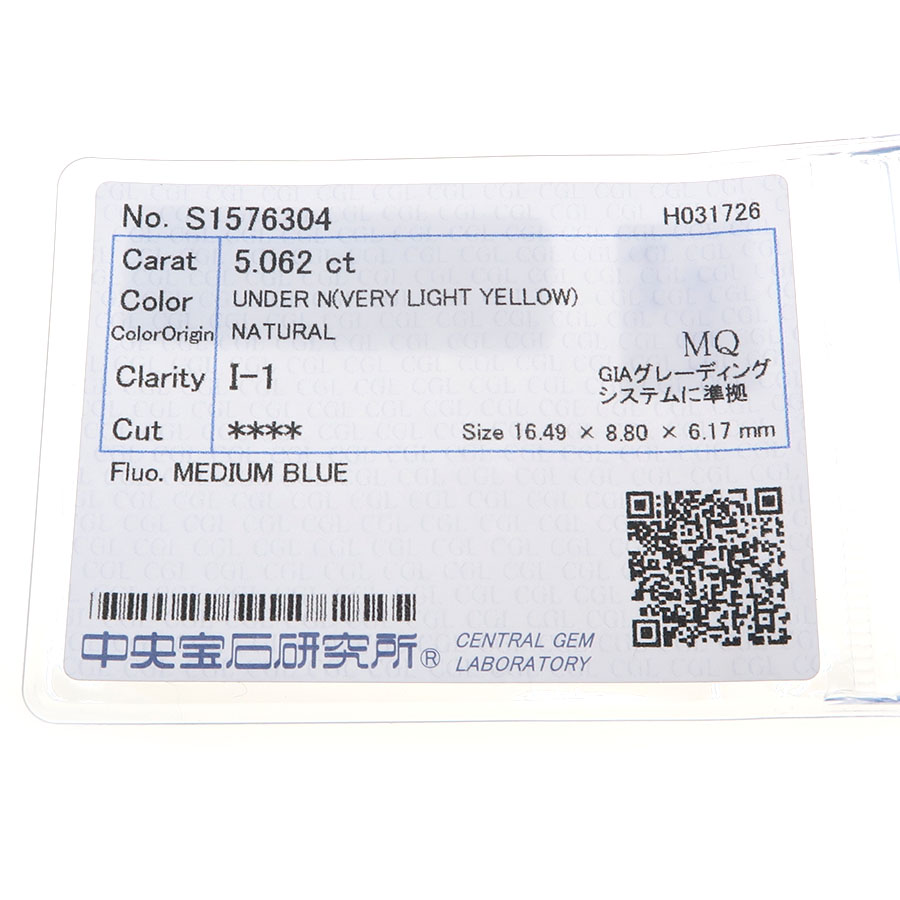 No. S1576304 H031726
Carat 5.062 ct
Color UNDER N(VERY LIGHT YELLOW)
ColorOrigin NATURAL
MQ
Clarity I-1
GIAグレーディング
システムに準拠
Cut ****
Size 16.49 × 8.80 × 6.17 mm
Fluo. MEDIUM BLUE
中央宝石研究所® CENTRAL GEM
LABORATORY